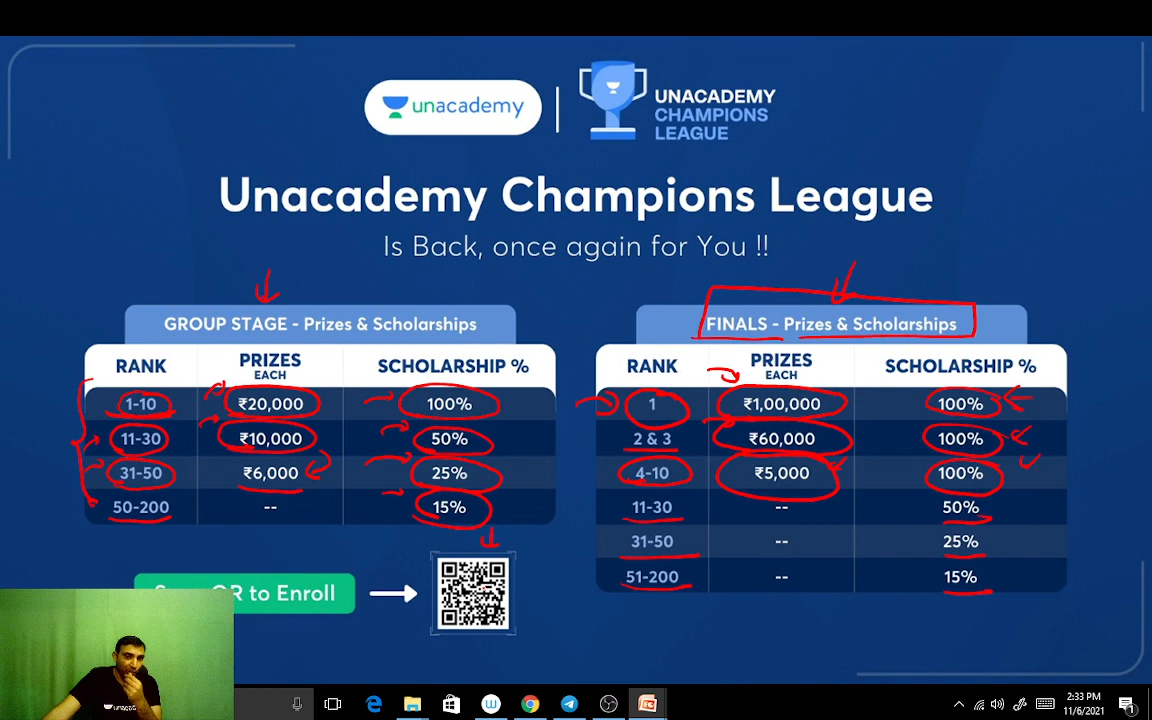 unacademy
UNACADEMY
CHAMPIONS
LEAGUE
Unacademy Champions League
Is Back, once again for You !!
GROUP STAGE - Prizes & Scholarships
RANK PRIZES EACH SCHOLARSHIP %
1-10 ₹20,000 100%
11-30 ₹10,000 50%
31-50 ₹6,000 25%
50-200 -- 15%
FINALS - Prizes & Scholarships
RANK PRIZES EACH SCHOLARSHIP %
1 ₹1,00,000 100%
2 & 3 ₹60,000 100%
4-10 ₹5,000 100%
11-30 -- 50%
31-50 -- 25%
51-200 -- 15%
to Enroll
2:33 PM
11/6/2021
1